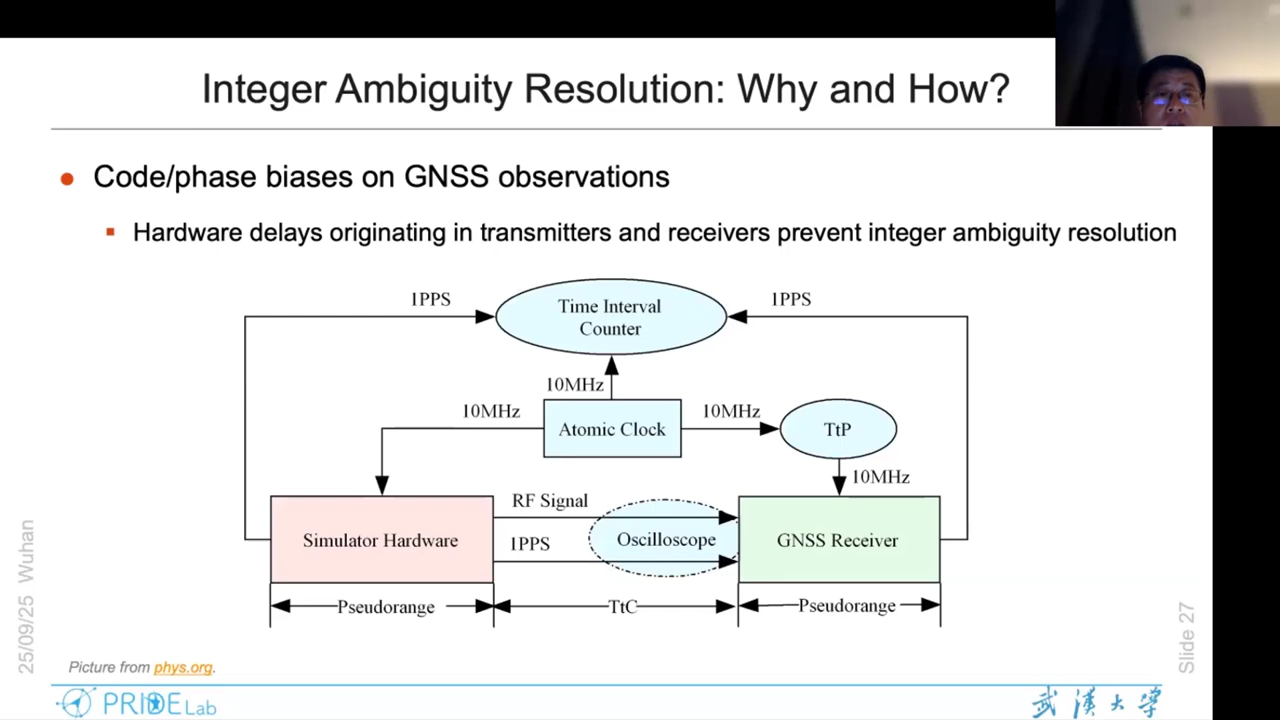 Integer Ambiguity Resolution: Why and How?
Code/phase biases on GNSS observations
Hardware delays originating in transmitters and receivers prevent integer ambiguity resolution
1PPS
Time Interval
Counter
1PPS
10MHz
10MHz
Atomic Clock
10MHz
TtP
10MHz
RF Signal
Simulator Hardware
1PPS
Oscilloscope
GNSS Receiver
Pseudorange
TtC
Pseudorange
25/09/25 Wuhan
Slide 27
Picture from phys.org.
PRIDE Lab
武漢大學